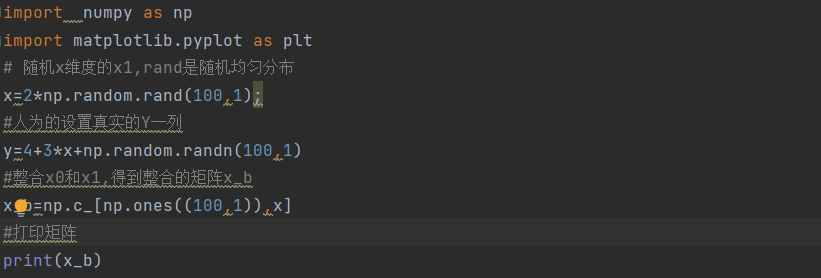 import  numpy as np
import matplotlib.pyplot as plt
# 随机x维度的x1,rand是随机均匀分布
x=2*np.random.rand(100,1);
#人为的设置真实的Y一列
y=4+3*x+np.random.randn(100,1)
#整合x0和x1,得到整合的矩阵x_b
x_b=np.c_[np.ones((100,1)),x]
#打印矩阵
print(x_b)